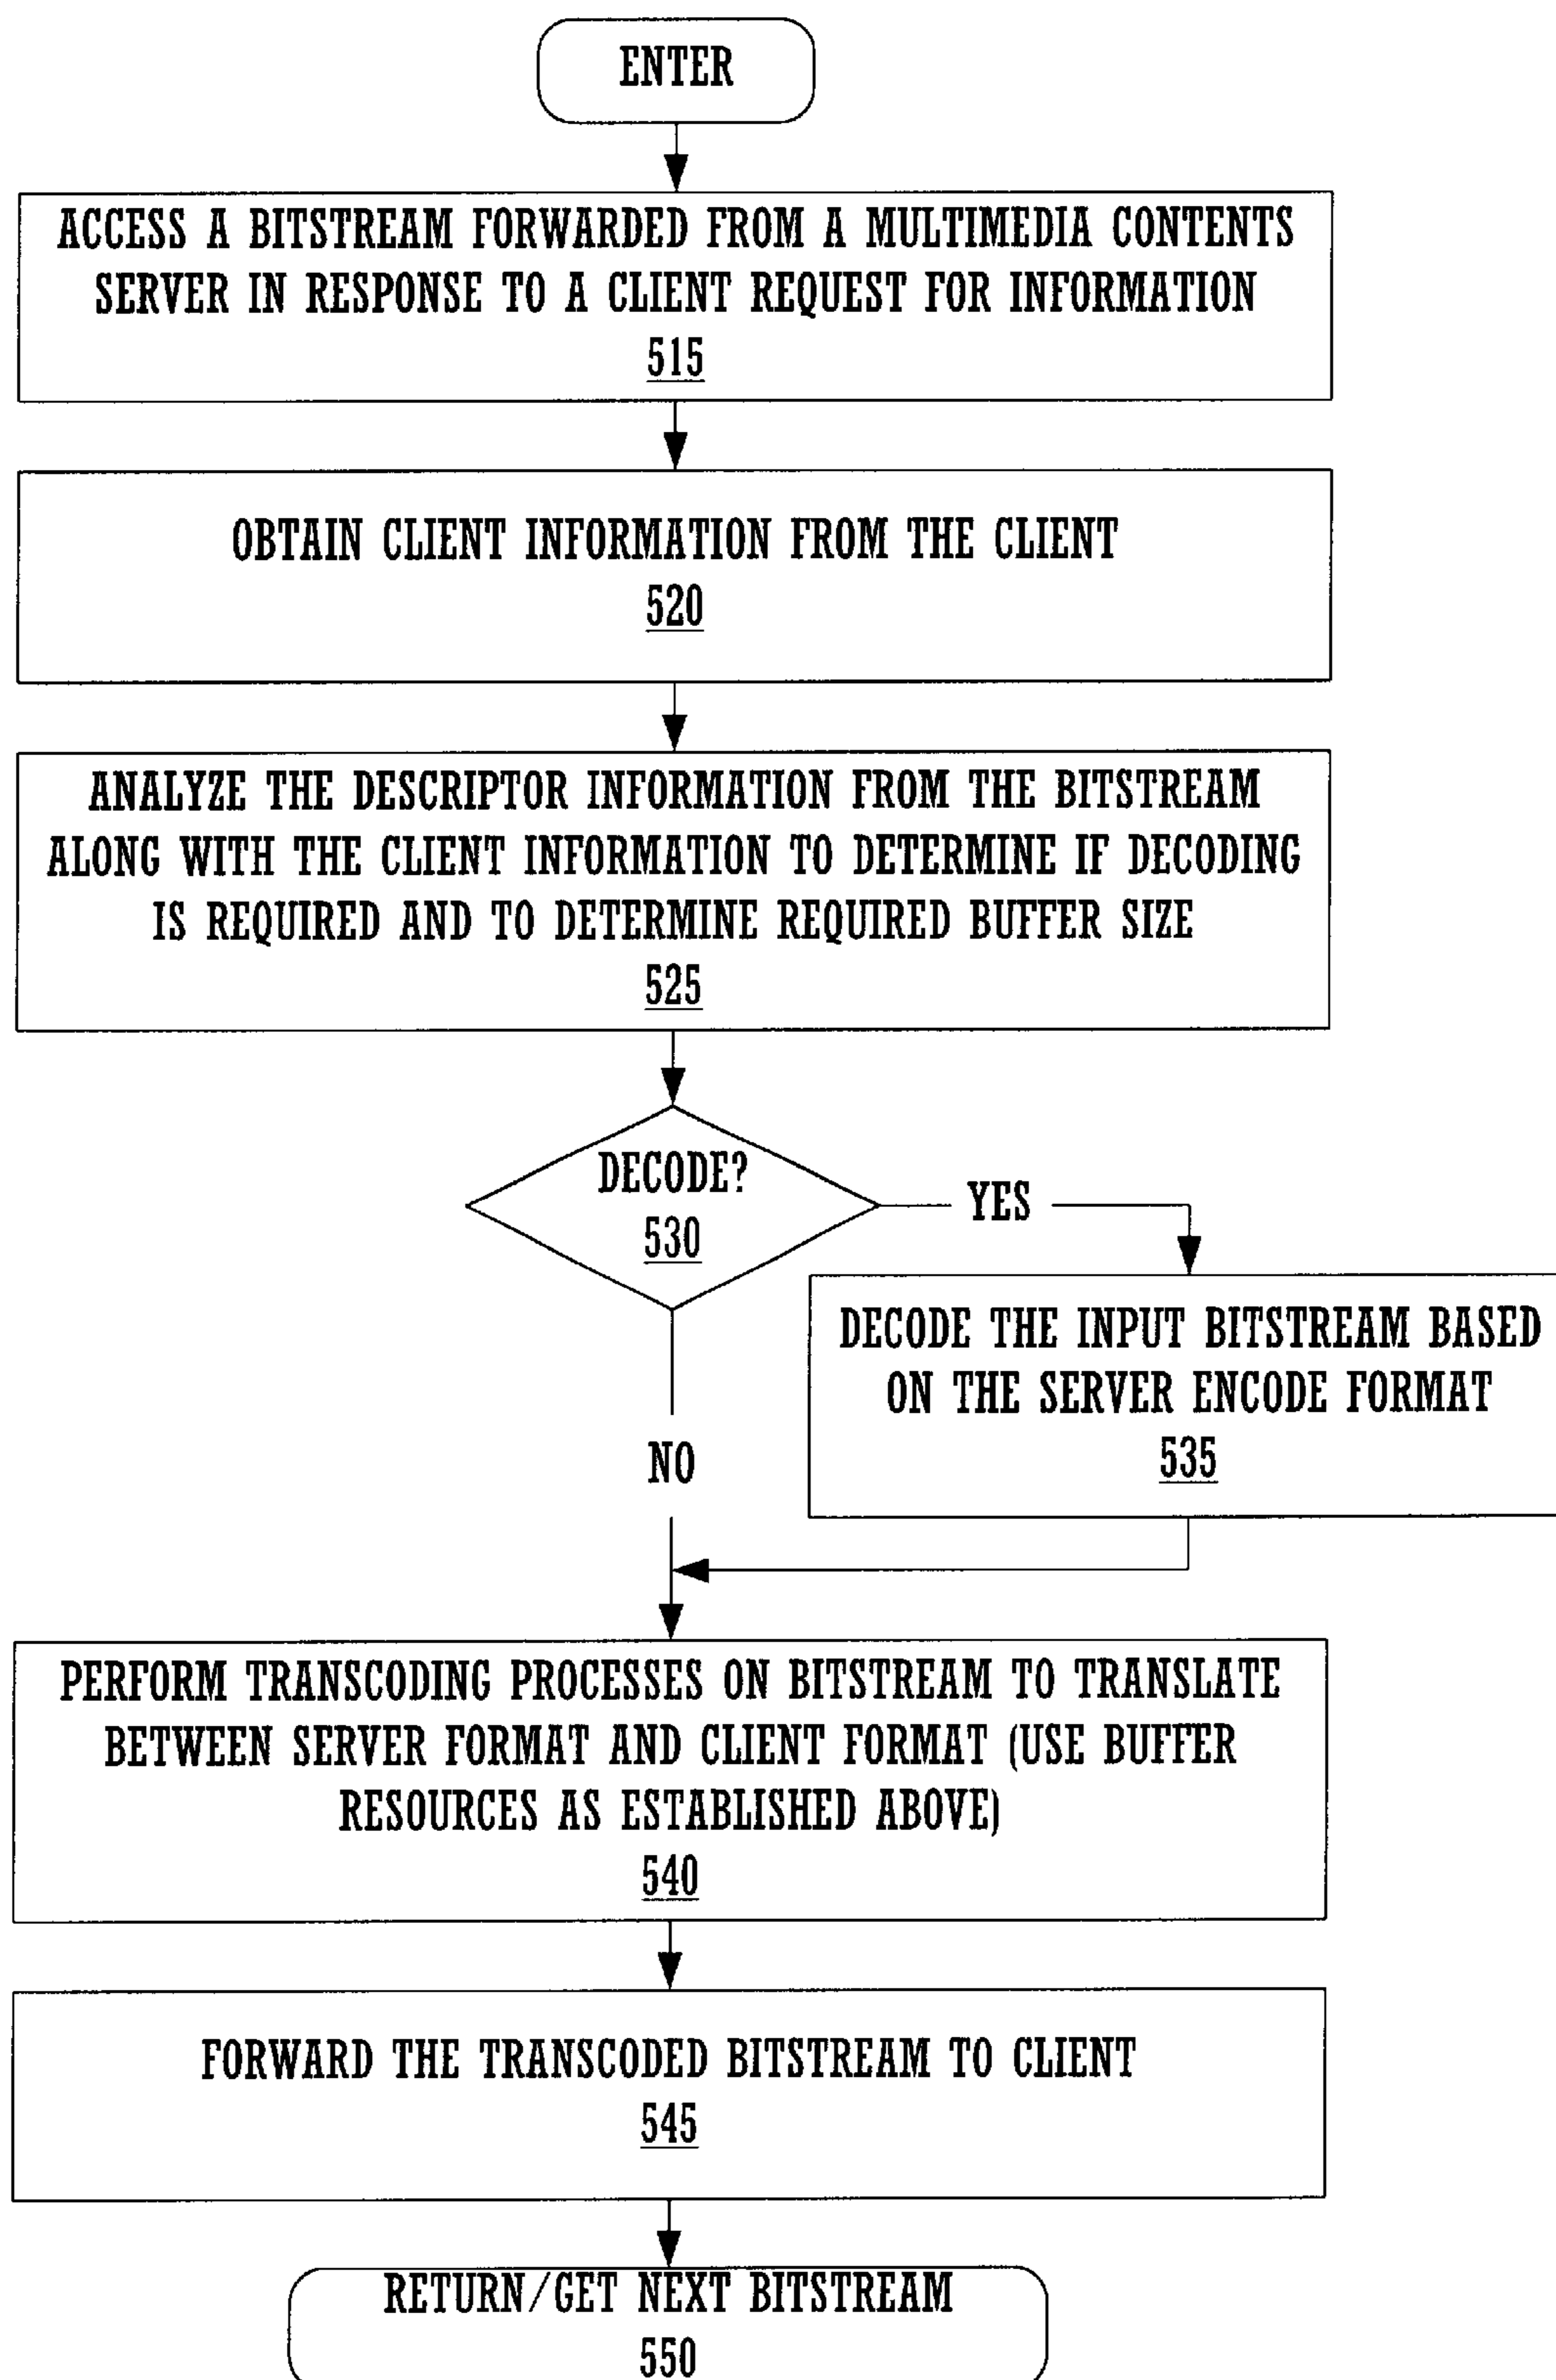 ENTER
ACCESS A BITSTREAM FORWARDED FROM A MULTIMEDIA CONTENTS
SERVER IN RESPONSE TO A CLIENT REQUEST FOR INFORMATION
515
OBTAIN CLIENT INFORMATION FROM THE CLIENT
520
ANALYZE THE DESCRIPTOR INFORMATION FROM THE BITSTREAM
ALONG WITH THE CLIENT INFORMATION TO DETERMINE IF DECODING
IS REQUIRED AND TO DETERMINE REQUIRED BUFFER SIZE
525
DECODE?
530
YES
DECODE THE INPUT BITSTREAM BASED
ON THE SERVER ENCODE FORMAT
535
NO
PERFORM TRANSCODING PROCESSES ON BITSTREAM TO TRANSLATE
BETWEEN SERVER FORMAT AND CLIENT FORMAT (USE BUFFER
RESOURCES AS ESTABLISHED ABOVE)
540
FORWARD THE TRANSCODED BITSTREAM TO CLIENT
545
RETURN/GET NEXT BITSTREAM
550